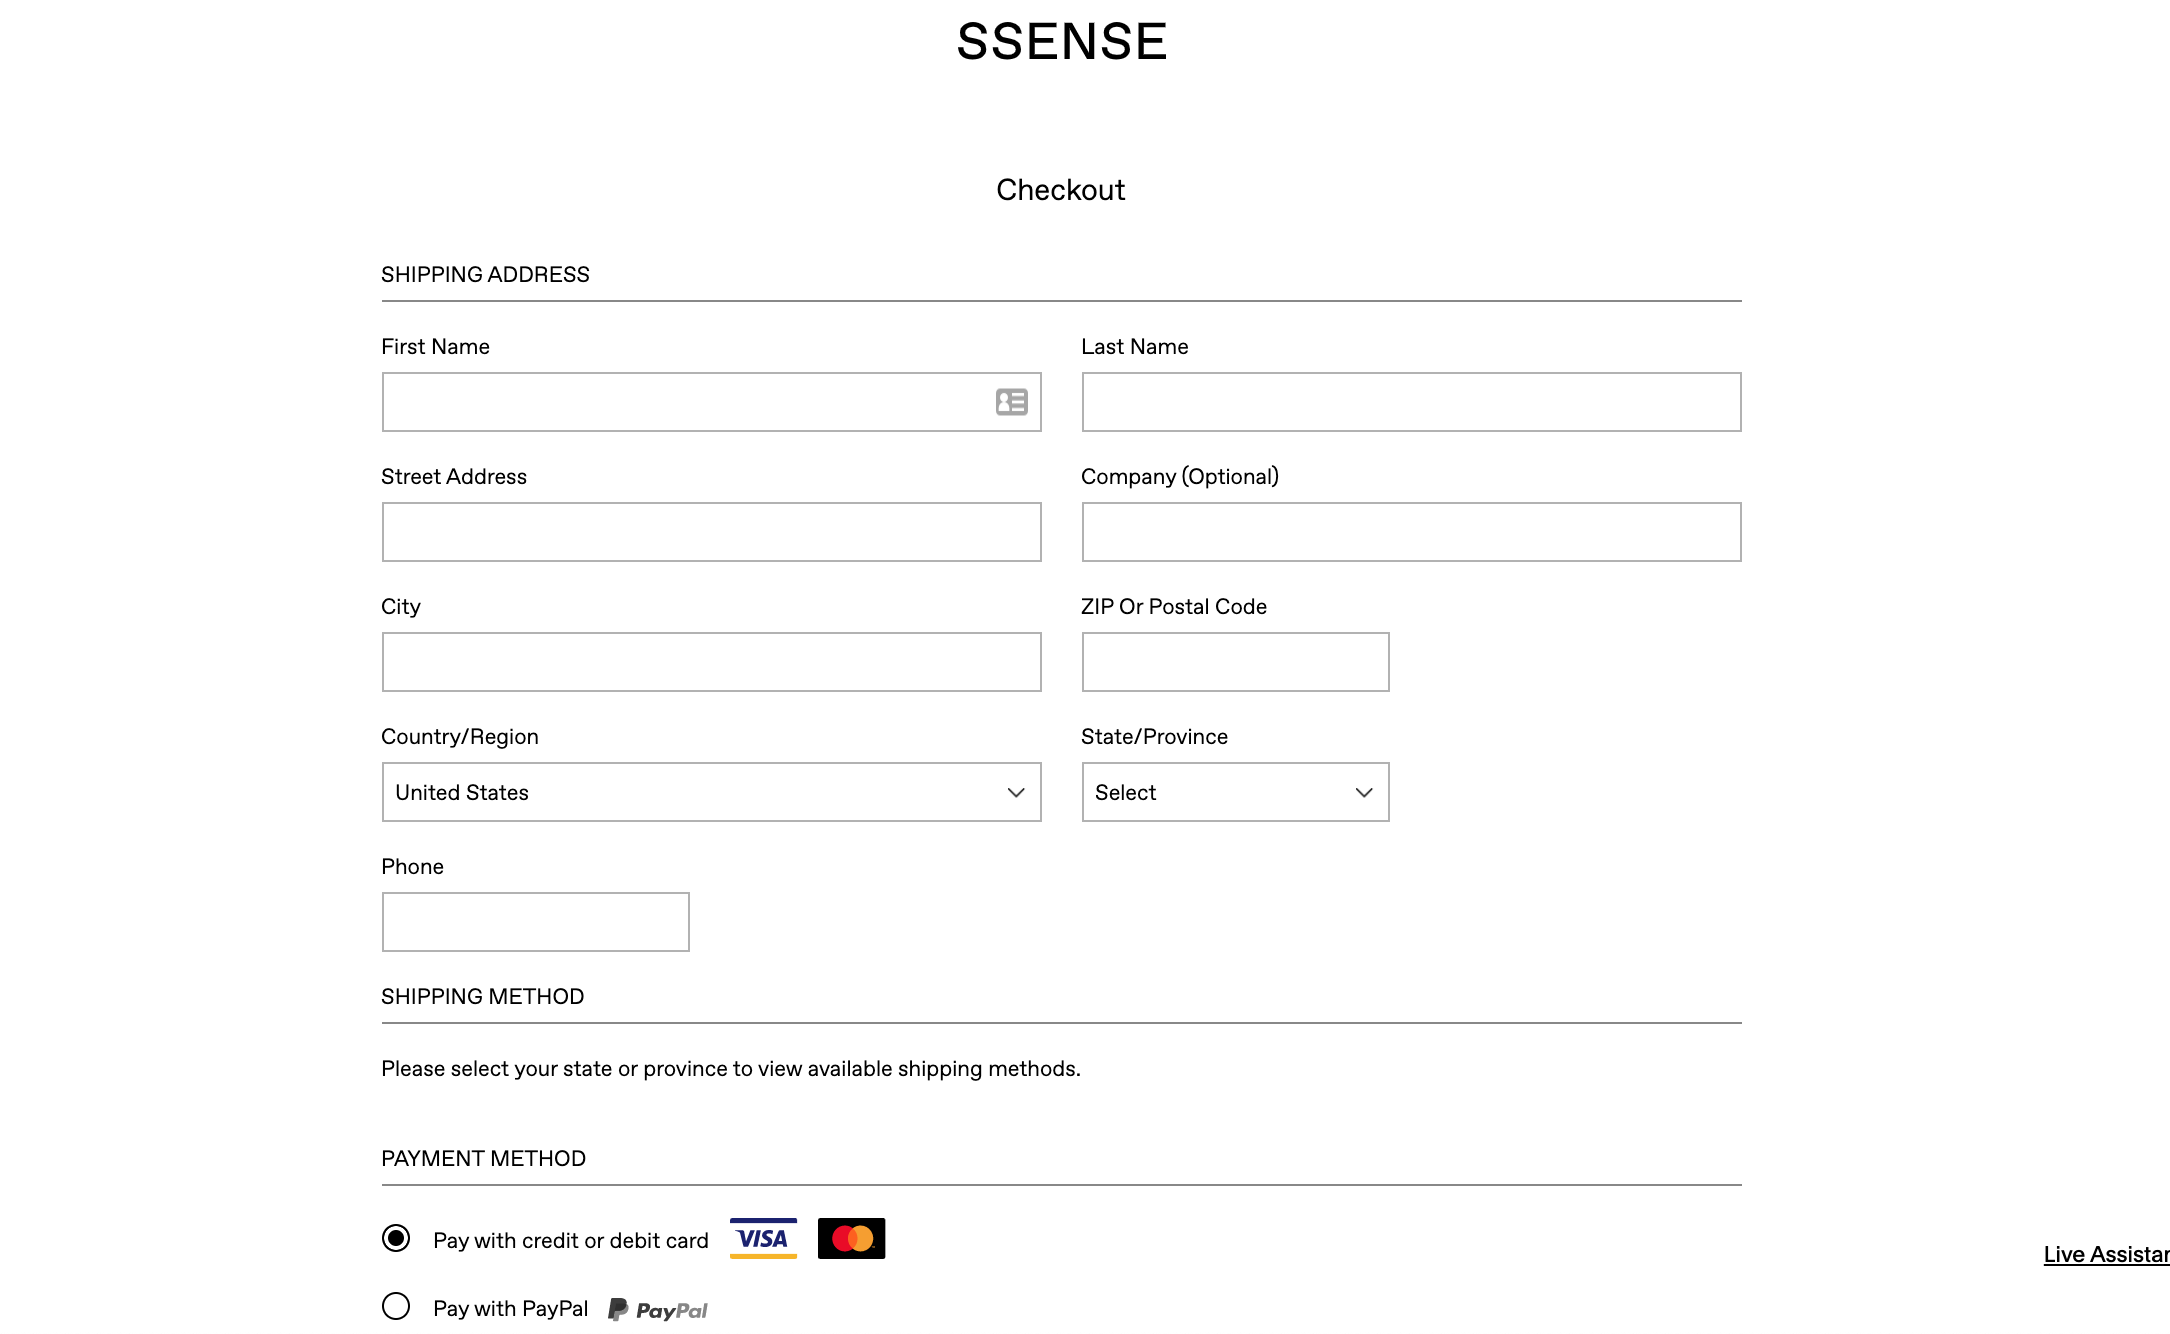 SSENSE
Checkout
SHIPPING ADDRESS
First Name
Last Name
Street Address
Company (Optional)
City
ZIP Or Postal Code
Country/Region
State/Province
United States
Select
Phone
SHIPPING METHOD
Please select your state or province to view available shipping methods.
PAYMENT METHOD
Pay with credit or debit card VISA
Live Assistan
Pay with PayPal PayPal